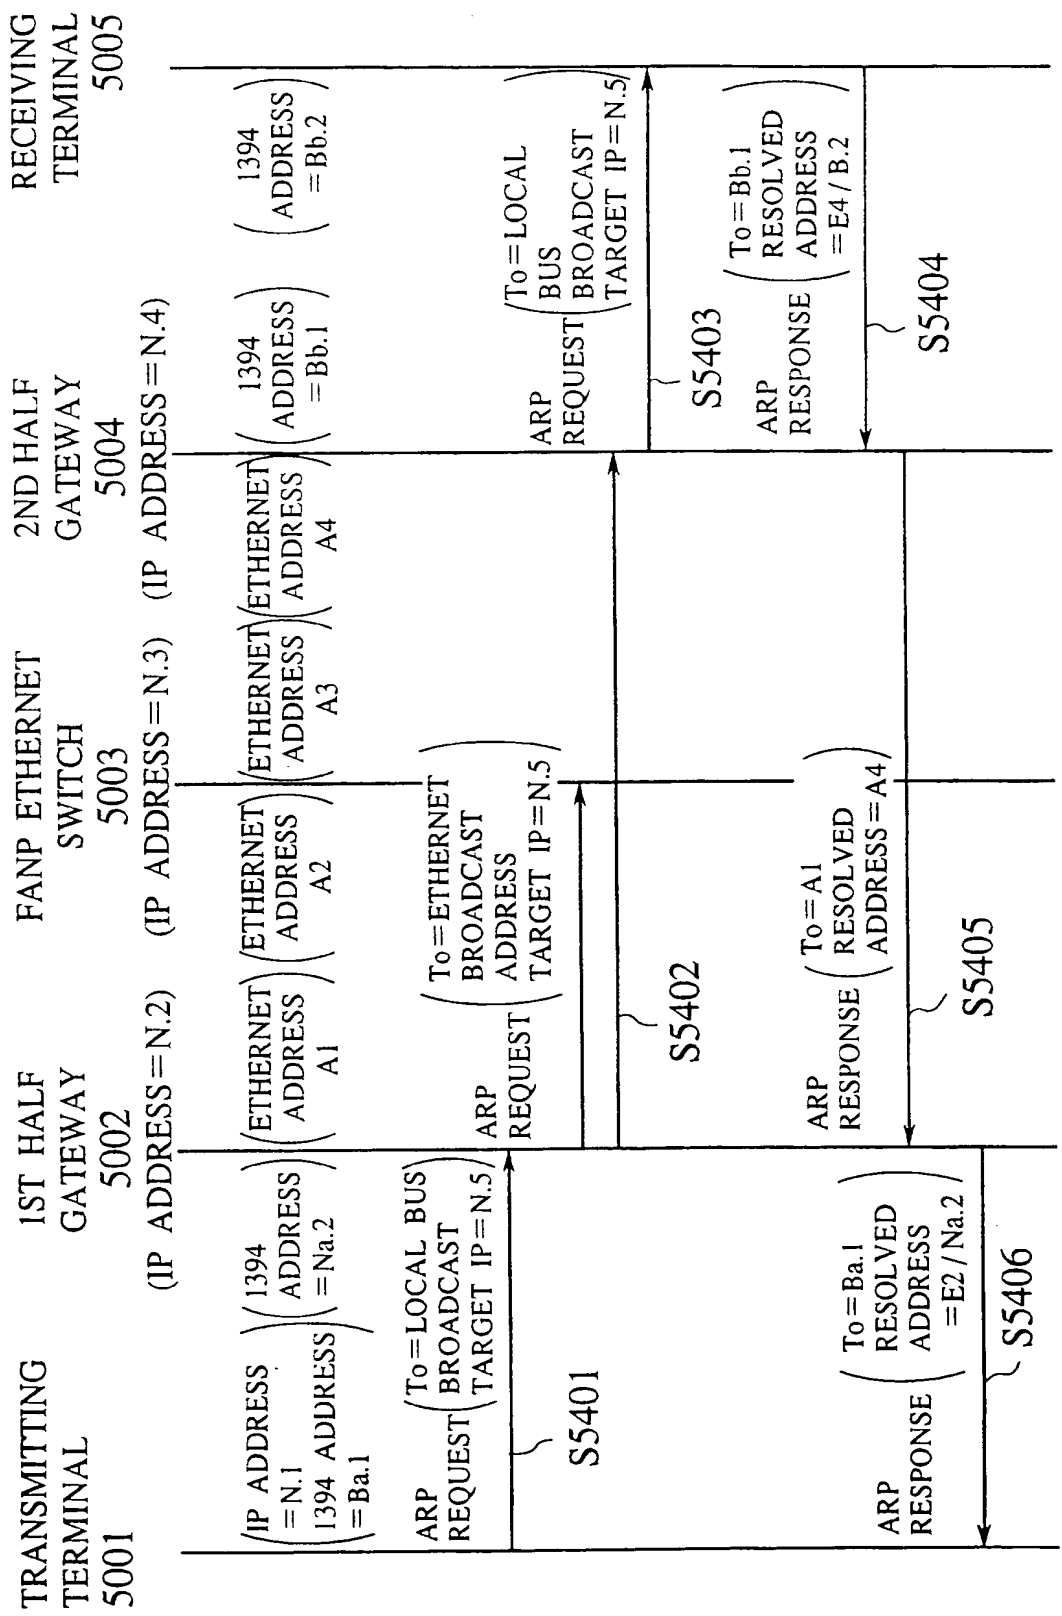 TRANSMITTING
TERMINAL
5001
1ST HALF
GATEWAY
5002
(IP ADDRESS=N.2)
FANP ETHERNET
SWITCH
5003
(IP ADDRESS=N.3)
2ND HALF
GATEWAY
5004
(IP ADDRESS=N.4)
RECEIVING
TERMINAL
5005
(IP ADDRESS
=N.1
1394 ADDRESS
=Ba.1)
(1394
ADDRESS
=Na.2)
(ETHERNET
ADDRESS
A1)
(ETHERNET
ADDRESS
A2)
(ETHERNET
ADDRESS
A3)
(ETHERNET
ADDRESS
A4)
(1394
ADDRESS
=Bb.1)
(1394
ADDRESS
=Bb.2)
ARP
REQUEST
(To=LOCAL BUS
BROADCAST
TARGET IP=N.5)
S5401
ARP
REQUEST
(To=ETHERNET
BROADCAST
ADDRESS
TARGET IP=N.5)
S5402
ARP
REQUEST
(To=LOCAL
BUS
BROADCAST
TARGET IP=N.5)
S5403
ARP
RESPONSE
(To=Bb.1
RESOLVED
ADDRESS
=E4/B.2)
S5404
ARP
RESPONSE
(To=A1
RESOLVED
ADDRESS=A4)
S5405
ARP
RESPONSE
(To=Ba.1
RESOLVED
ADDRESS
=E2/Na.2)
S5406